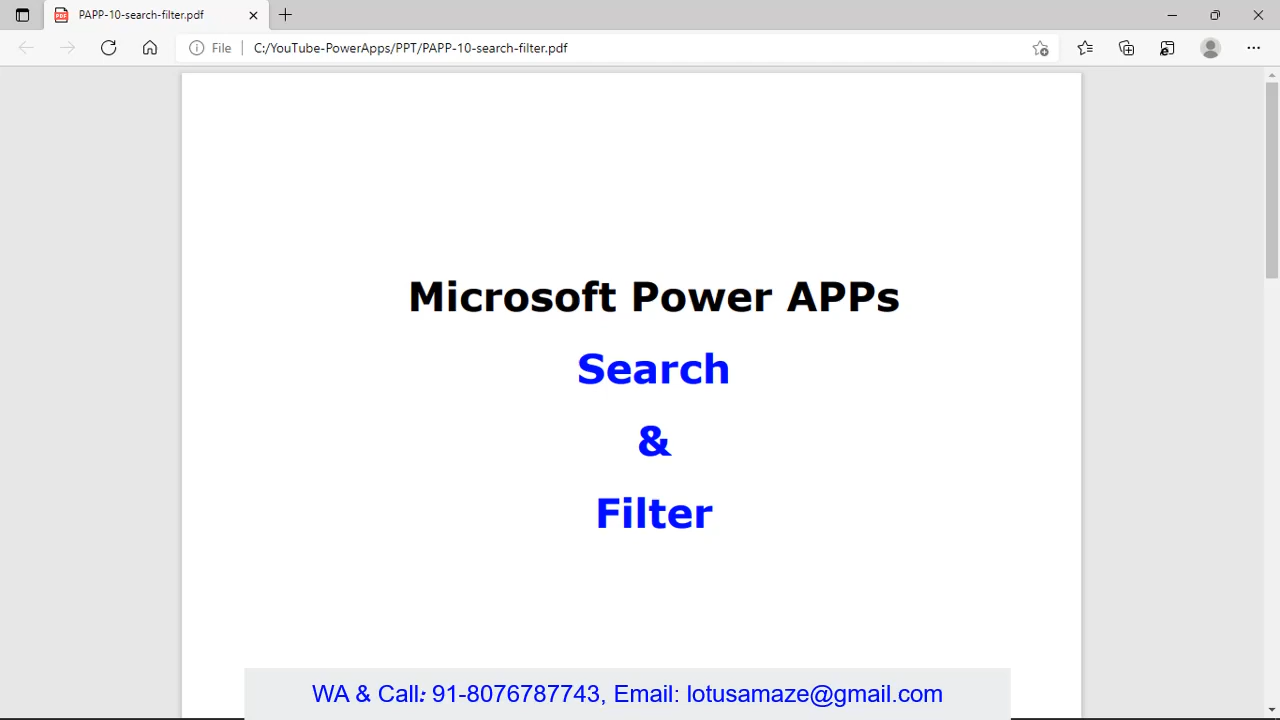 PAPP-10-search-filter.pdf
File
C:/YouTube-PowerApps/PPT/PAPP-10-search-filter.pdf
Microsoft Power APPs
Search
&
Filter
WA & Call: 91-8076787743, Email: lotusamaze@gmail.com